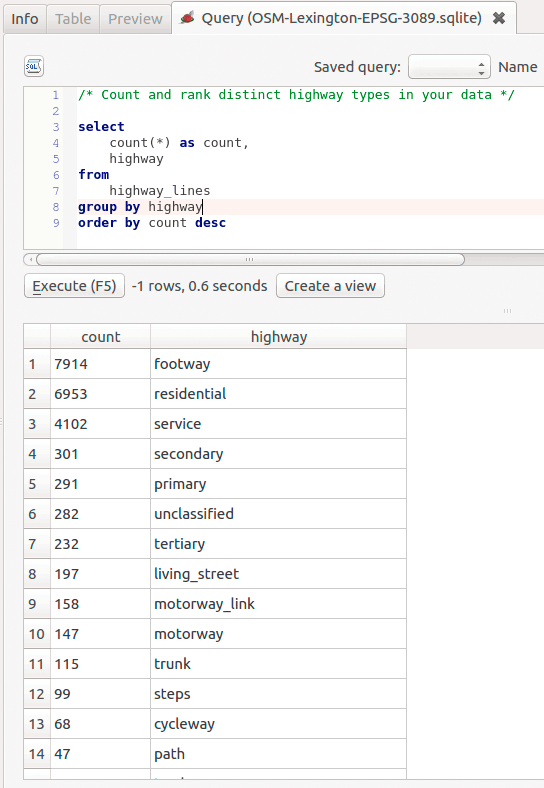 Info Table Preview Query (OSM-Lexington-EPSG-3089.sqlite)
SQL Saved query: Name
1 /* Count and rank distinct highway types in your data */
2
3 select
4 count(*) as count,
5 highway
6 from
7 highway_lines
8 group by highway
9 order by count desc
Execute (F5) -1 rows, 0.6 seconds Create a view
count highway
1 7914 footway
2 6953 residential
3 4102 service
4 301 secondary
5 291 primary
6 282 unclassified
7 232 tertiary
8 197 living_street
9 158 motorway_link
10 147 motorway
11 115 trunk
12 99 steps
13 68 cycleway
14 47 path